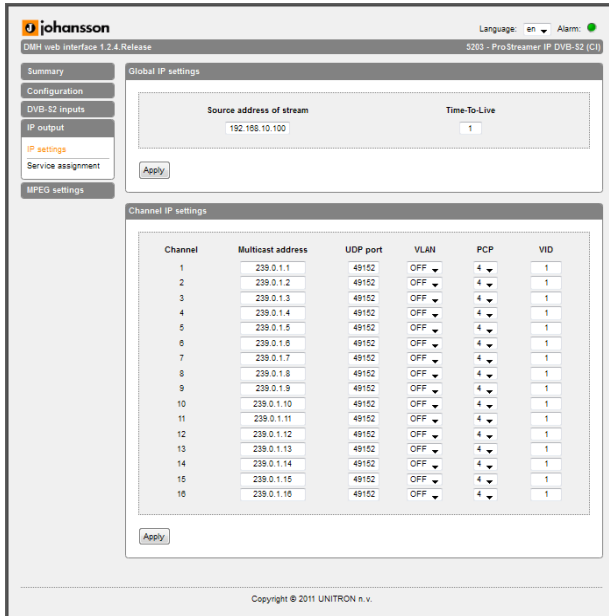 johansson
Language: en Alarm:
DMH web interface 1.2.4.Release 5203 - ProStreamer IP DVB-S2 (CI)
Summary
Configuration
DVB-S2 inputs
IP output
IP settings
Service assignment
MPEG settings
Global IP settings
Source address of stream Time-To-Live
192.168.10.100 1
Apply
Channel IP settings
Channel Multicast address UDP port VLAN PCP VID
1 239.0.1.1 49152 OFF 4 1
2 239.0.1.2 49152 OFF 4 1
3 239.0.1.3 49152 OFF 4 1
4 239.0.1.4 49152 OFF 4 1
5 239.0.1.5 49152 OFF 4 1
6 239.0.1.6 49152 OFF 4 1
7 239.0.1.7 49152 OFF 4 1
8 239.0.1.8 49152 OFF 4 1
9 239.0.1.9 49152 OFF 4 1
10 239.0.1.10 49152 OFF 4 1
11 239.0.1.11 49152 OFF 4 1
12 239.0.1.12 49152 OFF 4 1
13 239.0.1.13 49152 OFF 4 1
14 239.0.1.14 49152 OFF 4 1
15 239.0.1.15 49152 OFF 4 1
16 239.0.1.16 49152 OFF 4 1
Apply
Copyright © 2011 UNITRON n.v.